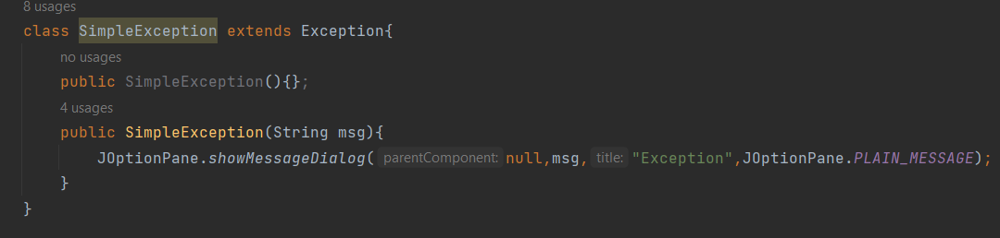 8 usages
class SimpleException extends Exception{
no usages
public SimpleException(){};
4 usages
public SimpleException(String msg){
JOptionPane.showMessageDialog( parentComponent: null,msg, title: "Exception",JOptionPane.PLAIN_MESSAGE);
}
}